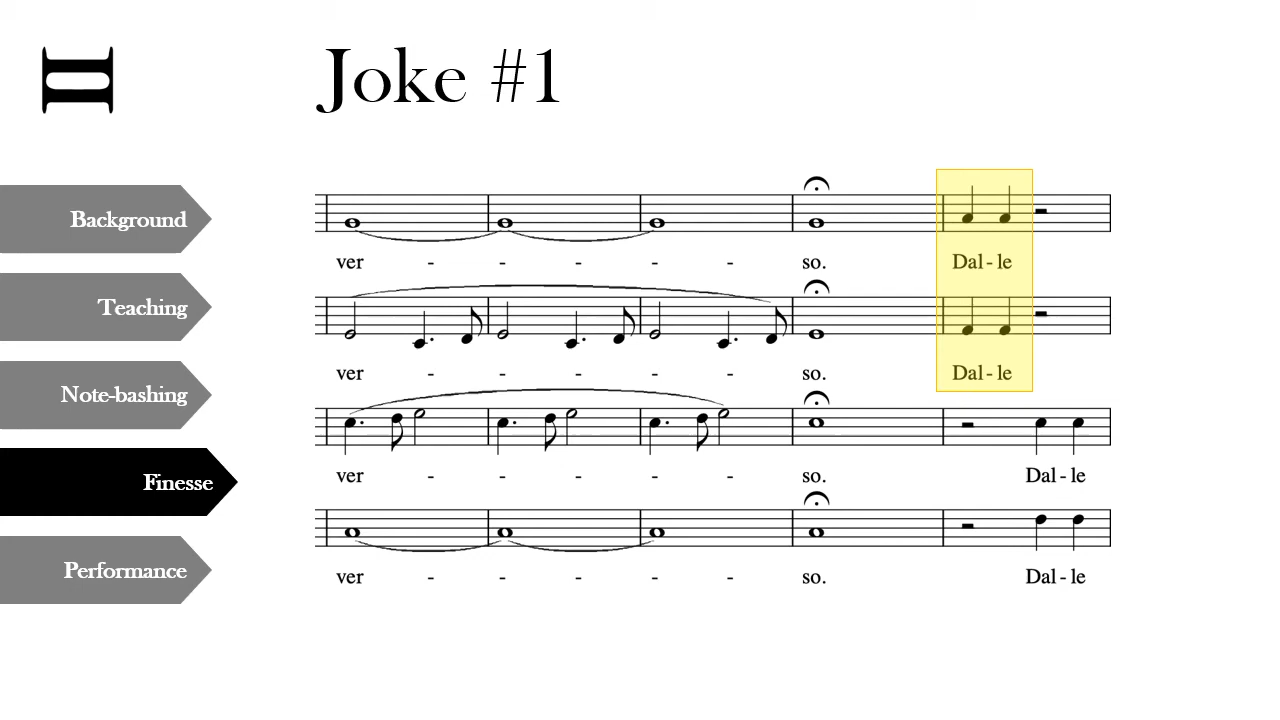 II
Joke #1
Background
Teaching
Note-bashing
Finesse
Performance
ver - - - - - so. Dal - le
ver - - - - - so. Dal - le
ver - - - - - so. Dal - le
ver - - - - - so. Dal - le